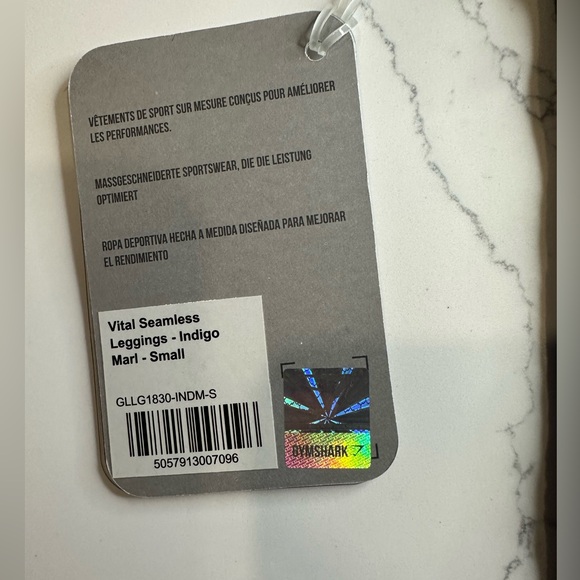 VÊTEMENTS DE SPORT SUR MESURE CONÇUS POUR AMÉLIORER
LES PERFORMANCES.
MASSGESCHNEIDERTE SPORTSWEAR, DIE DIE LEISTUNG
OPTIMIERT
ROPA DEPORTIVA HECHA A MEDIDA DISEÑADA PARA MEJORAR
EL RENDIMIENTO
Vital Seamless
Leggings - Indigo
Marl - Small
GLLG1830-INDM-S
5057913007096
GYMSHARK